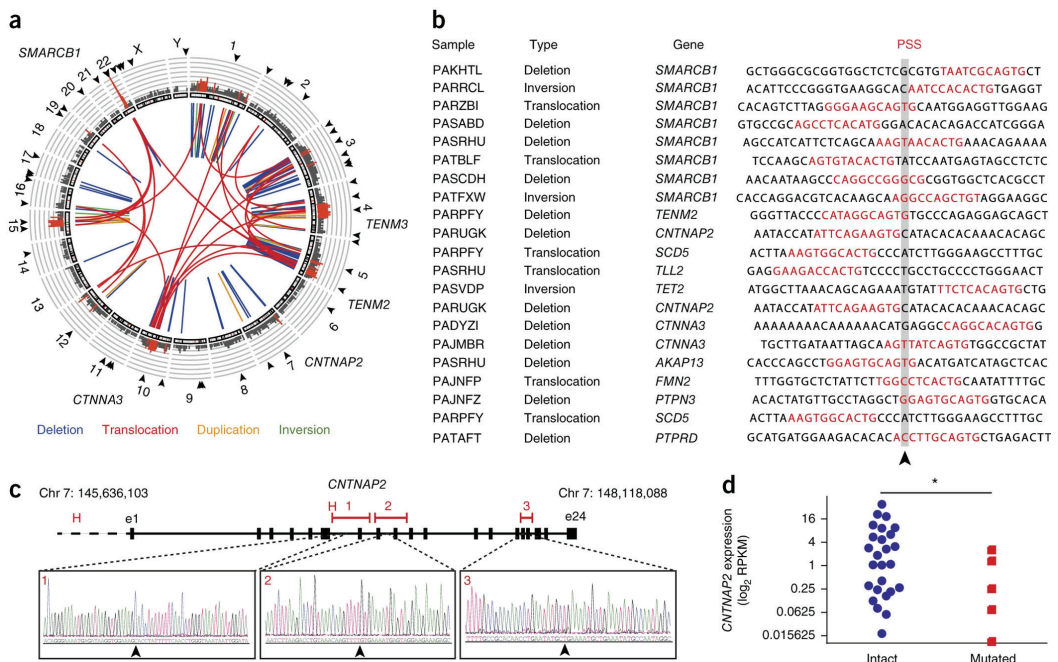 a
SMARCB1
Y
X
22
21
20
19
18
17
16
15
14
13
12
11
10
9
8
7
6
5
4
3
2
1
TENM3
TENM2
CNTNAP2
CTNNA3
Deletion Translocation Duplication Inversion
b
Sample Type Gene PSS
PAKHTL Deletion SMARCB1 GCTGGGCGCGGTGGCTCTCGCGTGTAATCGCAGTGCT
PARRCL Inversion SMARCB1 ACATTCCCGGGTGAAGGCACAATCCACACTGTGAGGT
PARZBI Translocation SMARCB1 CACAGTCTTAGGGGAAGCAGTGCAATGGAGGTTGGAAG
PASABD Deletion SMARCB1 GTGCCGCAGCCTCACATGGGACACACAGACCATCGGGA
PASRHU Deletion SMARCB1 AGCCATCATTCTCAGCAAAGTAACACTGAAACAGAAAA
PATBLF Translocation SMARCB1 TCCAAGCAGTGTACACTGTATCCAATGAGTAGCCTCTC
PASCDH Deletion SMARCB1 AACAATAAGCCCAGGCCGGGCGCGGTGGCTCACGCCT
PATFXW Inversion SMARCB1 CACCAGGACGTCACAAGCAAGGCCAGCTGTAGGAAGGC
PARPFY Deletion TENM2 GGGTTACCCCATAGGCAGTGTGCCCAGAGGAGCAGCT
PARUGK Deletion CNTNAP2 AATACCATATTCAGAAGTGCATACACACAAACACAGC
PARPFY Translocation SCD5 ACTTAAAGTGGCACTGCCCATCTTGGGAAGCCTTTGC
PASRHU Translocation TLL2 GAGGAAGACCACTGTCCCCTGCCTGCCCCTGGGAACT
PASVDP Inversion TET2 ATGGCTTAAACAGCAGAAATGTATTTCTCACAGTGCTG
PARUGK Deletion CNTNAP2 AATACCATATTCAGAAGTGCATACACACAAACACAGC
PADYZI Deletion CTNNA3 AAAAAAAAACAAAAAACATGAGGCCAGGCACAGTGG
PAJMBR Deletion CTNNA3 TGCTTGATAATTAGCAAGTTATCAGTGTGGCCGCTAT
PASRHU Deletion AKAP13 CACCCAGCCTGGAGTGCAGTGACATGATCATAGCTCAC
PAJNFP Translocation FMN2 TTTGGTGCTCTATTCTTGGCCTCACTGCAATATTTTGC
PAJNFZ Deletion PTPN3 ACACTATGTTGCCTAGGCTGGAGTGCAGTGGTGCACA
PARPFY Translocation SCD5 ACTTAAAGTGGCACTGCCCATCTTGGGAAGCCTTTGC
PATAFT Deletion PTPRD GCATGATGGAAGACACACACCTTGCAGTGCTGAGACTT
c
CNTNAP2
Chr 7: 145,636,103
Chr 7: 148,118,088
H
H 1
2
3
e1
e24
1
2
3
d
*
CNTNAP2 expression
(log2 RPKM)
16
4
1
0.25
0.0625
0.015625
Intact Mutated